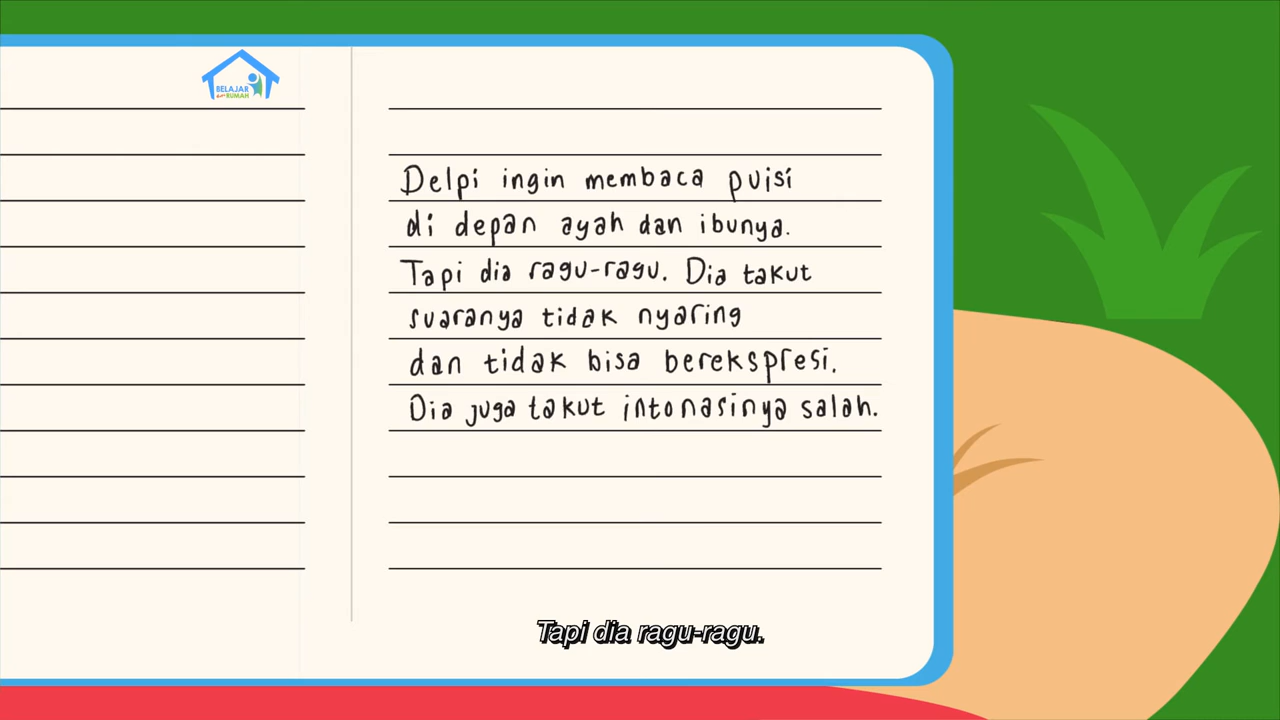 BELAJAR
dari RUMAH
Delpi ingin membaca puisi
di depan ayah dan ibunya.
Tapi dia ragu-ragu. Dia takut
suaranya tidak nyaring
dan tidak bisa berekspresi.
Dia juga takut intonasinya salah.
Tapi dia ragu-ragu.